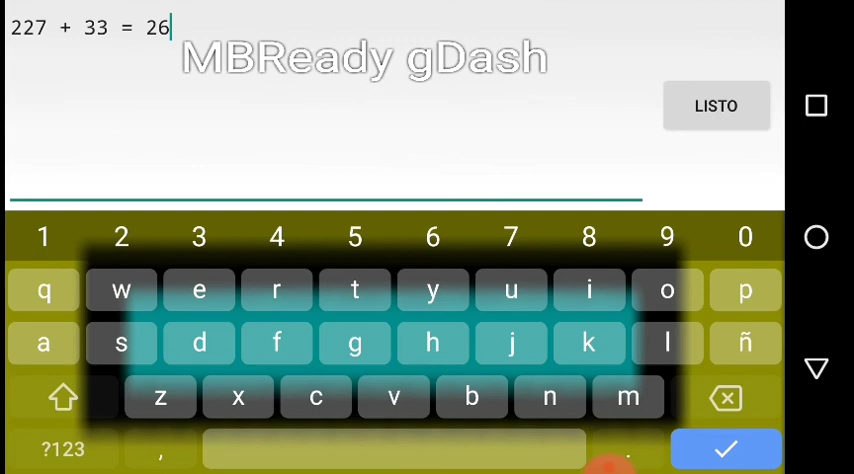 227 + 33 = 26
MBReady gDash
LISTO
1 2 3 4 5 6 7 8 9 0
q w e r t y u i o p
a s d f g h j k l ñ
z x c v b n m
?123 , .